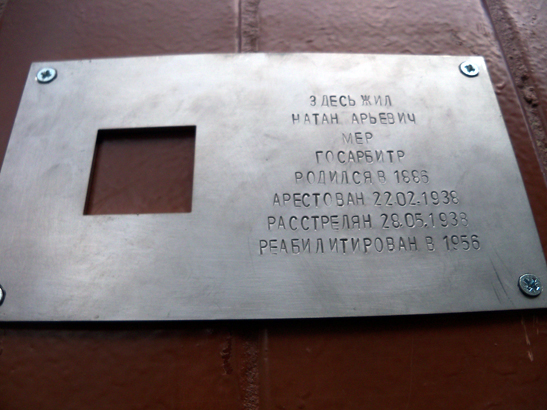 ЗДЕСЬ ЖИЛ
НАТАН АРЬЕВИЧ
МЕР
ГОСАРБИТР
РОДИЛСЯ В 1886
АРЕСТОВАН 22.02.1938
РАССТРЕЛЯН 28.05.1938
РЕАБИЛИТИРОВАН В 1956